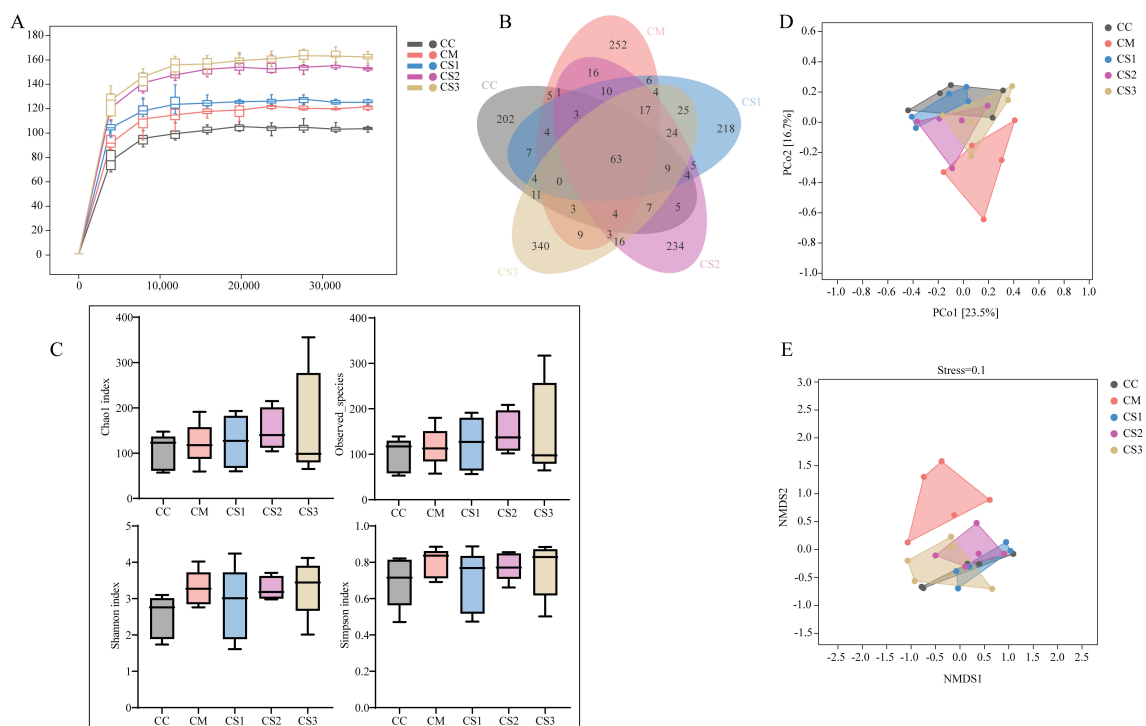 A
180
160
140
120
100
80
60
40
20
0
0
10,000
20,000
30,000
CC
CM
CS1
CS2
CS3
B
CM
252
CC
202
CS1
218
CS2
234
CS3
340
16
6
5
1
10
4
3
17
25
4
24
7
63
9
5
4
4
0
11
3
4
7
5
9
3
16
D
1.0
0.6
0.4
0.2
0.0
-0.2
-0.4
-0.6
-1.0
PCo2 [16.7%]
-1.0
-0.8
-0.6
-0.4
-0.2
0.0
0.2
0.4
0.6
0.8
1.0
PCo1 [23.5%]
CC
CM
CS1
CS2
CS3
C
400
300
200
100
0
Chao1 index
CC CM CS1 CS2 CS3
400
300
200
100
0
Observed_species
CC CM CS1 CS2 CS3
5
4
3
2
1
0
Shannon index
CC CM CS1 CS2 CS3
1.0
0.8
0.6
0.4
0.2
0.0
Simpson index
CC CM CS1 CS2 CS3
E
Stress=0.1
3.0
2.5
2.0
1.5
1.0
0.5
0.0
-0.5
-1.0
-1.5
NMDS2
-2.5
-2.0
-1.5
-1.0
-0.5
0.0
0.5
1.0
1.5
2.0
2.5
NMDS1
CC
CM
CS1
CS2
CS3